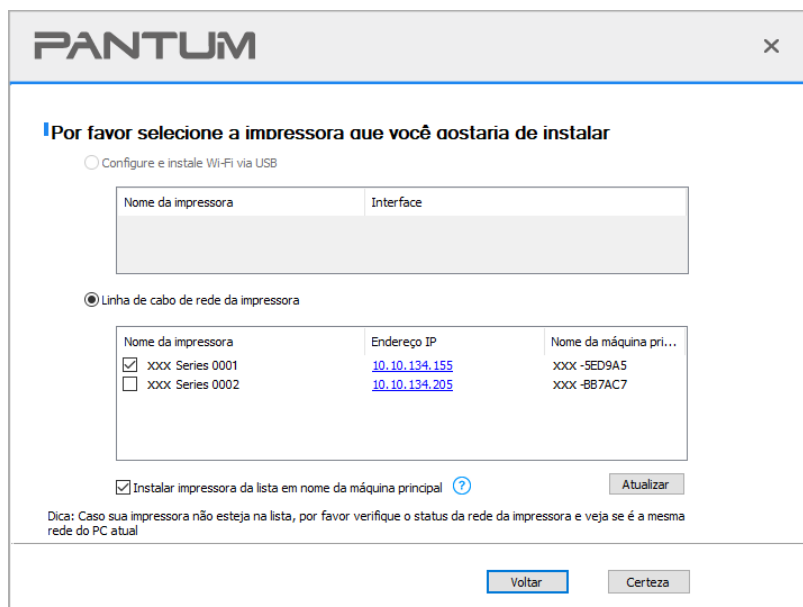 PANTUM
Por favor selecione a impressora que você gostaria de instalar
Configure e instale Wi-Fi via USB
Nome da impressora Interface
Linha de cabo de rede da impressora
Nome da impressora Endereço IP Nome da máquina pri...
XXX Series 0001 10.10.134.155 XXX -5ED9A5
XXX Series 0002 10.10.134.205 XXX -BB7AC7
Instalar impressora da lista em nome da máquina principal ? Atualizar
Dica: Caso sua impressora não esteja na lista, por favor verifique o status da rede da impressora e veja se é a mesma
rede do PC atual
Voltar Certeza